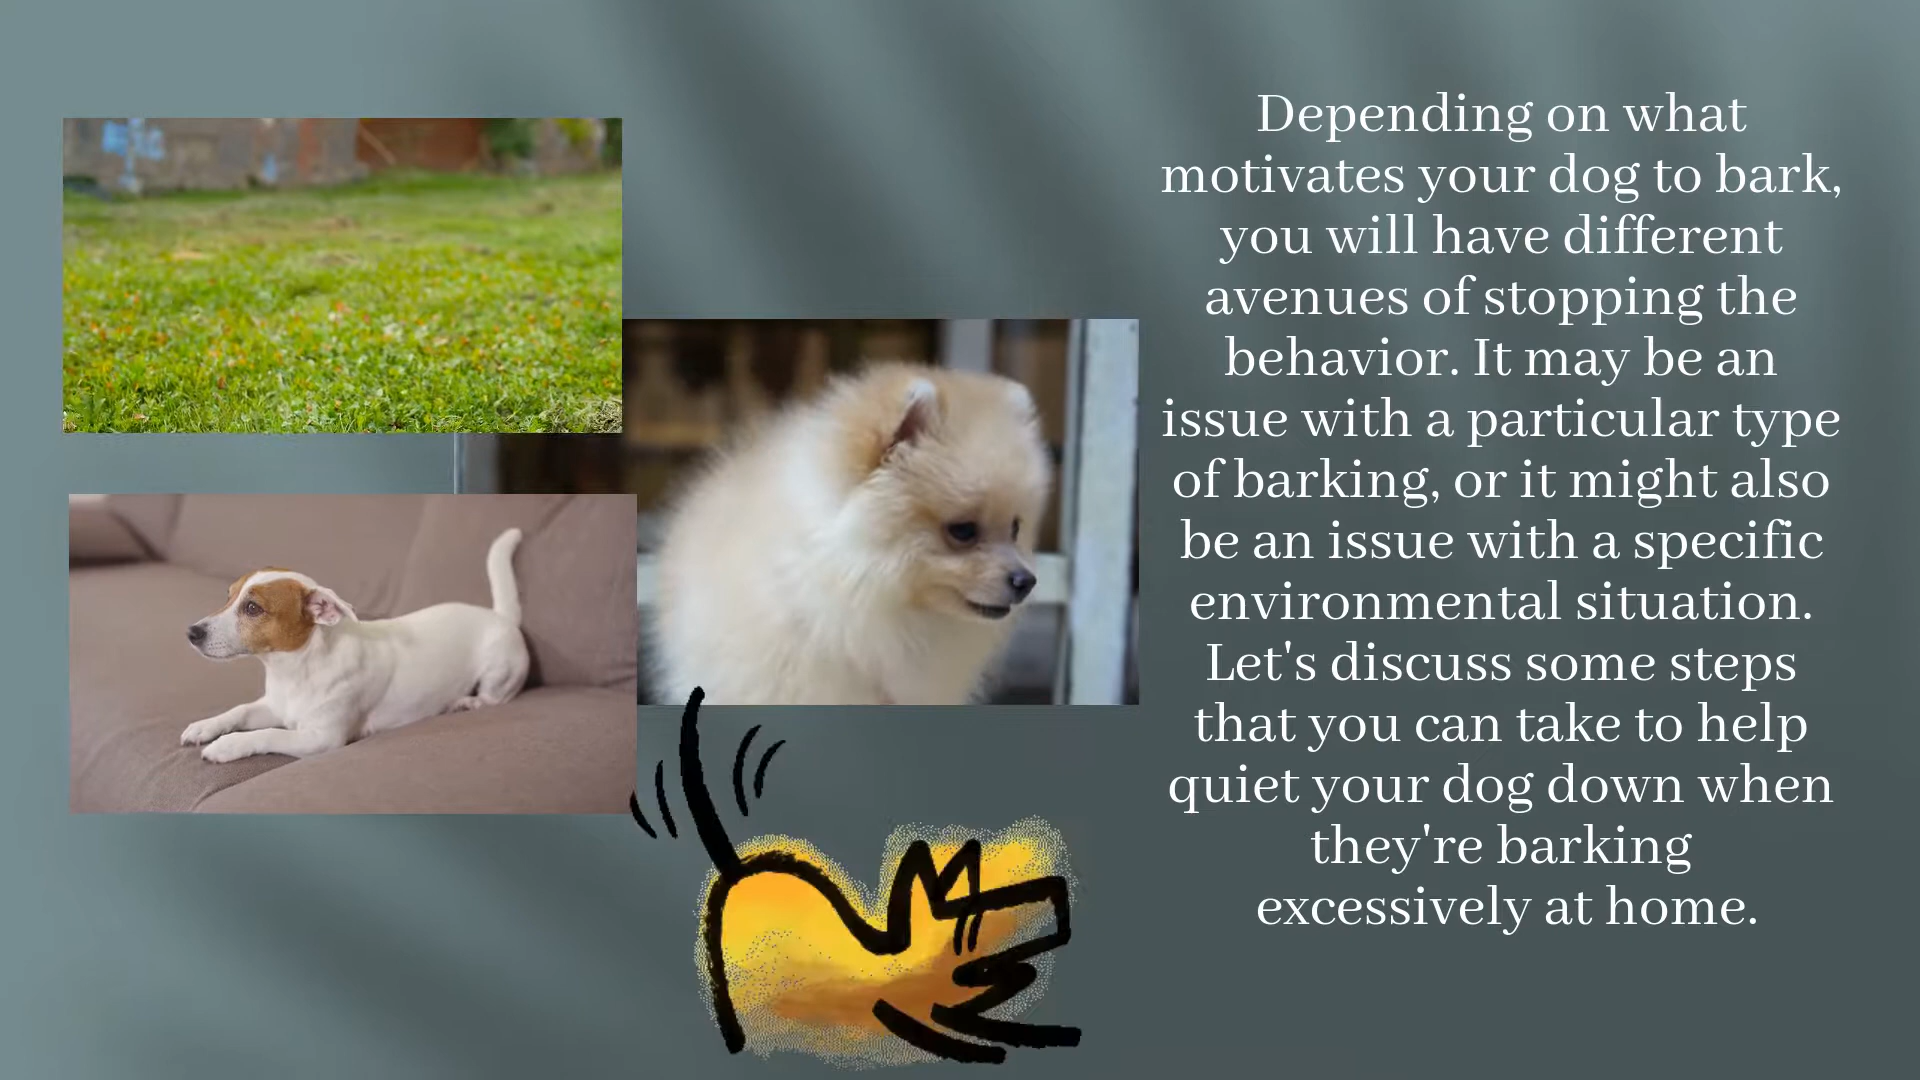 Depending on what
motivates your dog to bark,
you will have different
avenues of stopping the
behavior. It may be an
issue with a particular type
of barking, or it might also
be an issue with a specific
environmental situation.
Let's discuss some steps
that you can take to help
quiet your dog down when
they're barking
excessively at home.